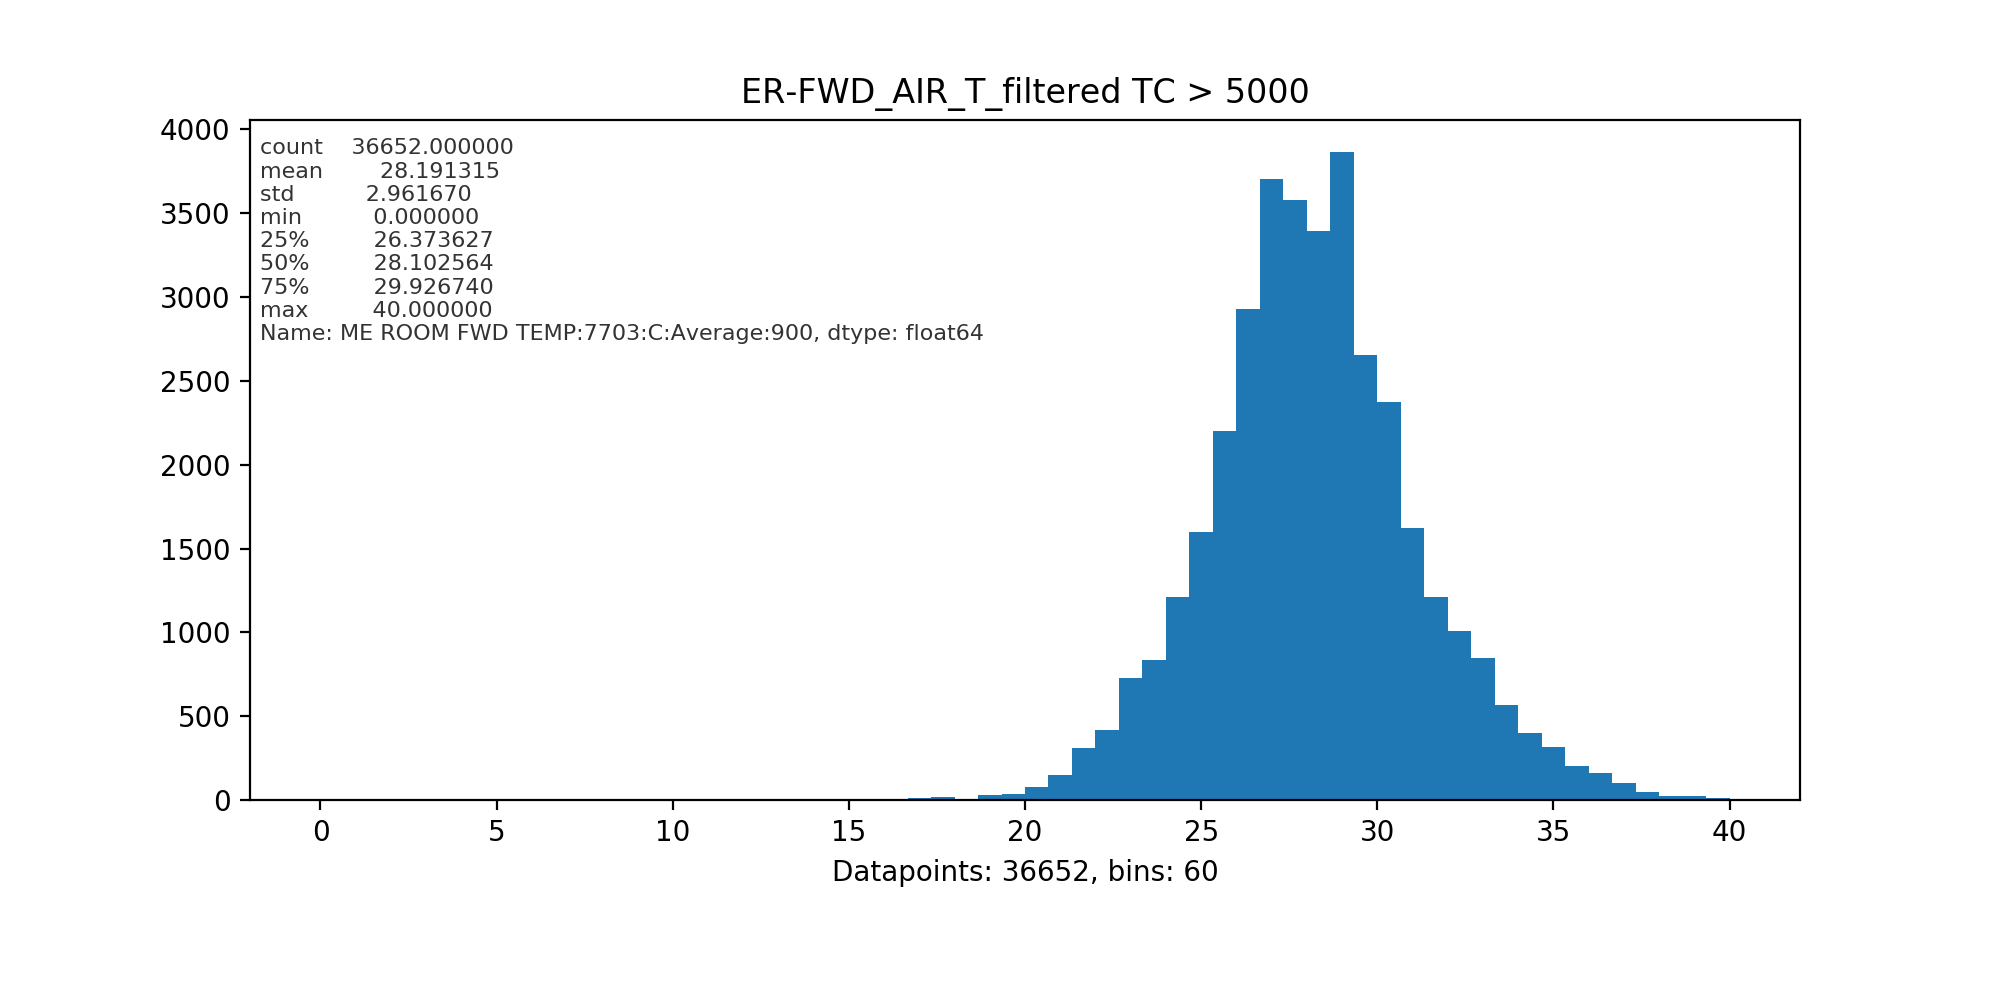 ER-FWD_AIR_T_filtered TC > 5000
4000
3500
3000
2500
2000
1500
1000
500
0
count 36652.000000
mean 28.191315
std 2.961670
min 0.000000
25% 26.373627
50% 28.102564
75% 29.926740
max 40.000000
Name: ME ROOM FWD TEMP:7703:C:Average:900, dtype: float64
0 5 10 15 20 25 30 35 40
Datapoints: 36652, bins: 60